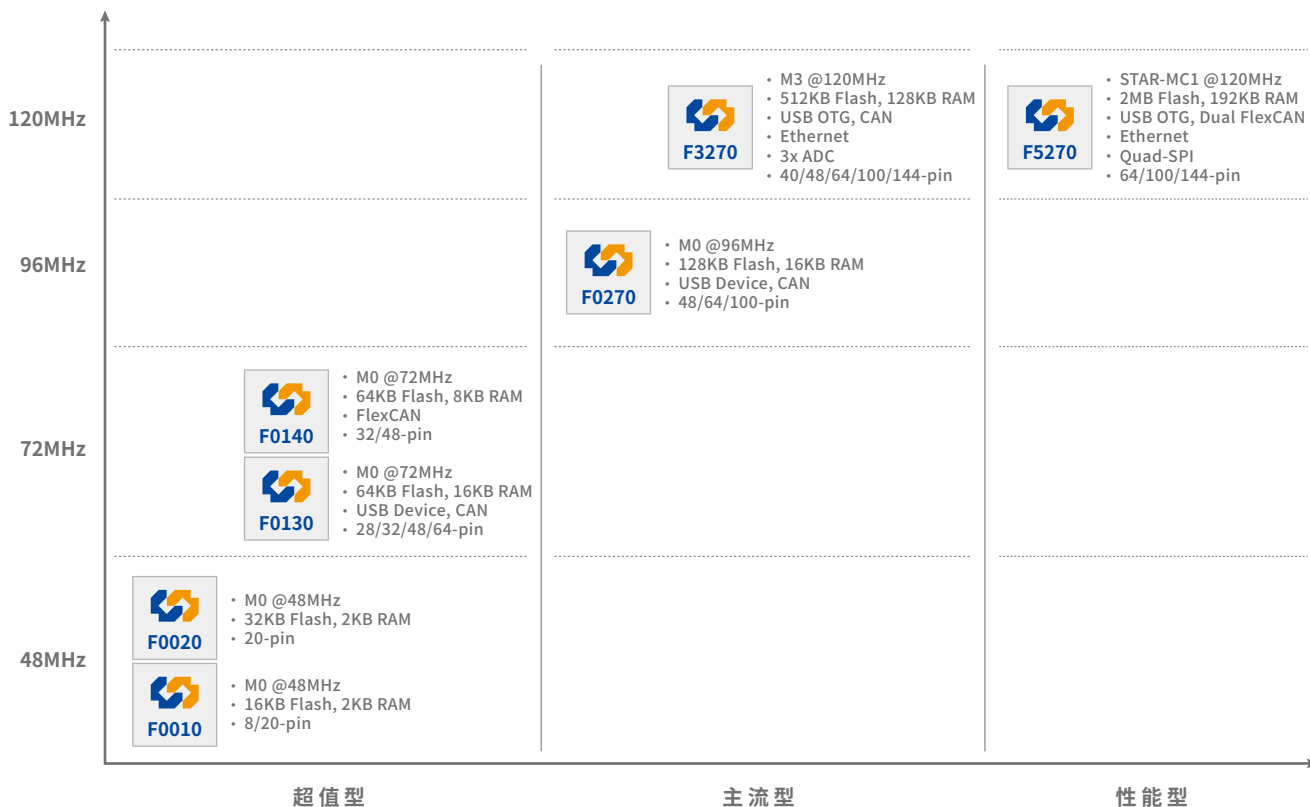 120MHz
F3270
· M3 @120MHz
· 512KB Flash, 128KB RAM
· USB OTG, CAN
· Ethernet
· 3x ADC
· 40/48/64/100/144-pin
F5270
· STAR-MC1 @120MHz
· 2MB Flash, 192KB RAM
· USB OTG, Dual FlexCAN
· Ethernet
· Quad-SPI
· 64/100/144-pin
96MHz
F0270
· M0 @96MHz
· 128KB Flash, 16KB RAM
· USB Device, CAN
· 48/64/100-pin
72MHz
F0140
· M0 @72MHz
· 64KB Flash, 8KB RAM
· FlexCAN
· 32/48-pin
F0130
· M0 @72MHz
· 64KB Flash, 16KB RAM
· USB Device, CAN
· 28/32/48/64-pin
48MHz
F0020
· M0 @48MHz
· 32KB Flash, 2KB RAM
· 20-pin
F0010
· M0 @48MHz
· 16KB Flash, 2KB RAM
· 8/20-pin
超值型
主流型
性能型